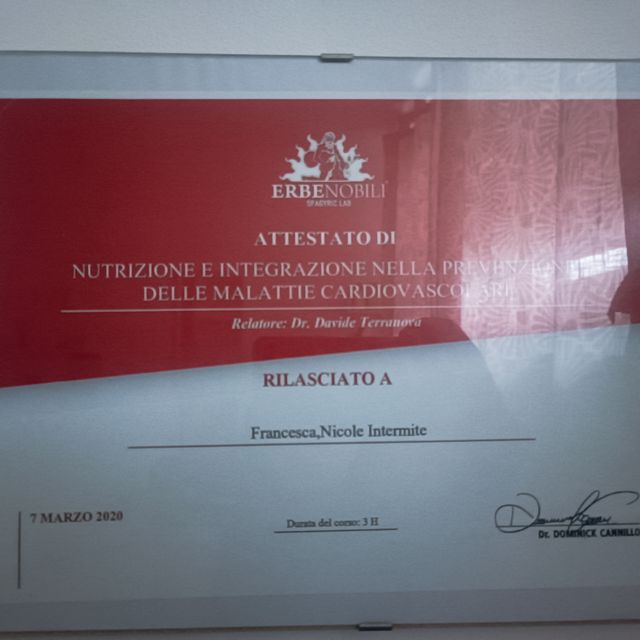 ERBENOBILI
SPAGYRIC LAB
ATTESTATO DI
NUTRIZIONE E INTEGRAZIONE NELLA PREVENZIONE
DELLE MALATTIE CARDIOVASCOLARI
Relatore: Dr. Davide Terranova
RILASCIATO A
Francesca,Nicole Intermite
7 MARZO 2020
Durata del corso: 3 H
Dr. DOMINICK CANNILLO